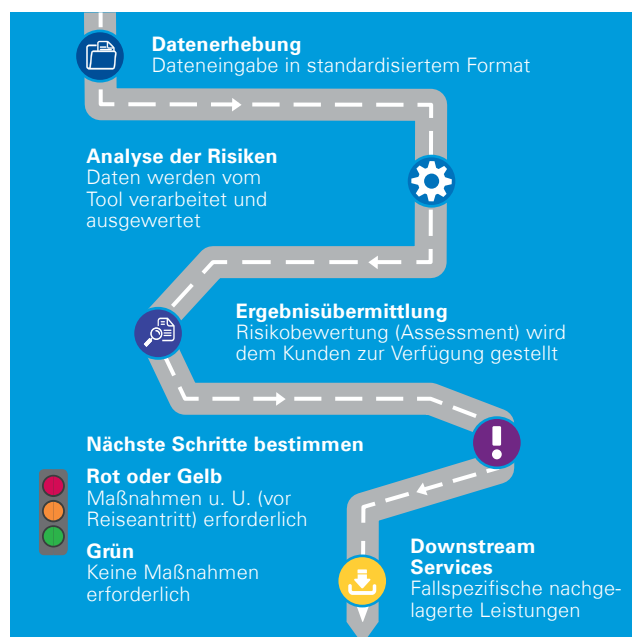 Datenerhebung
Dateneingabe in standardisiertem Format
Analyse der Risiken
Daten werden vom
Tool verarbeitet und
ausgewertet
Ergebnisübermittlung
Risikobewertung (Assessment) wird
dem Kunden zur Verfügung gestellt
Nächste Schritte bestimmen
Rot oder Gelb
Maßnahmen u. U. (vor
Reiseantritt) erforderlich
Grün
Keine Maßnahmen
erforderlich
Downstream
Services
Fallspezifische nachge-
lagerte Leistungen